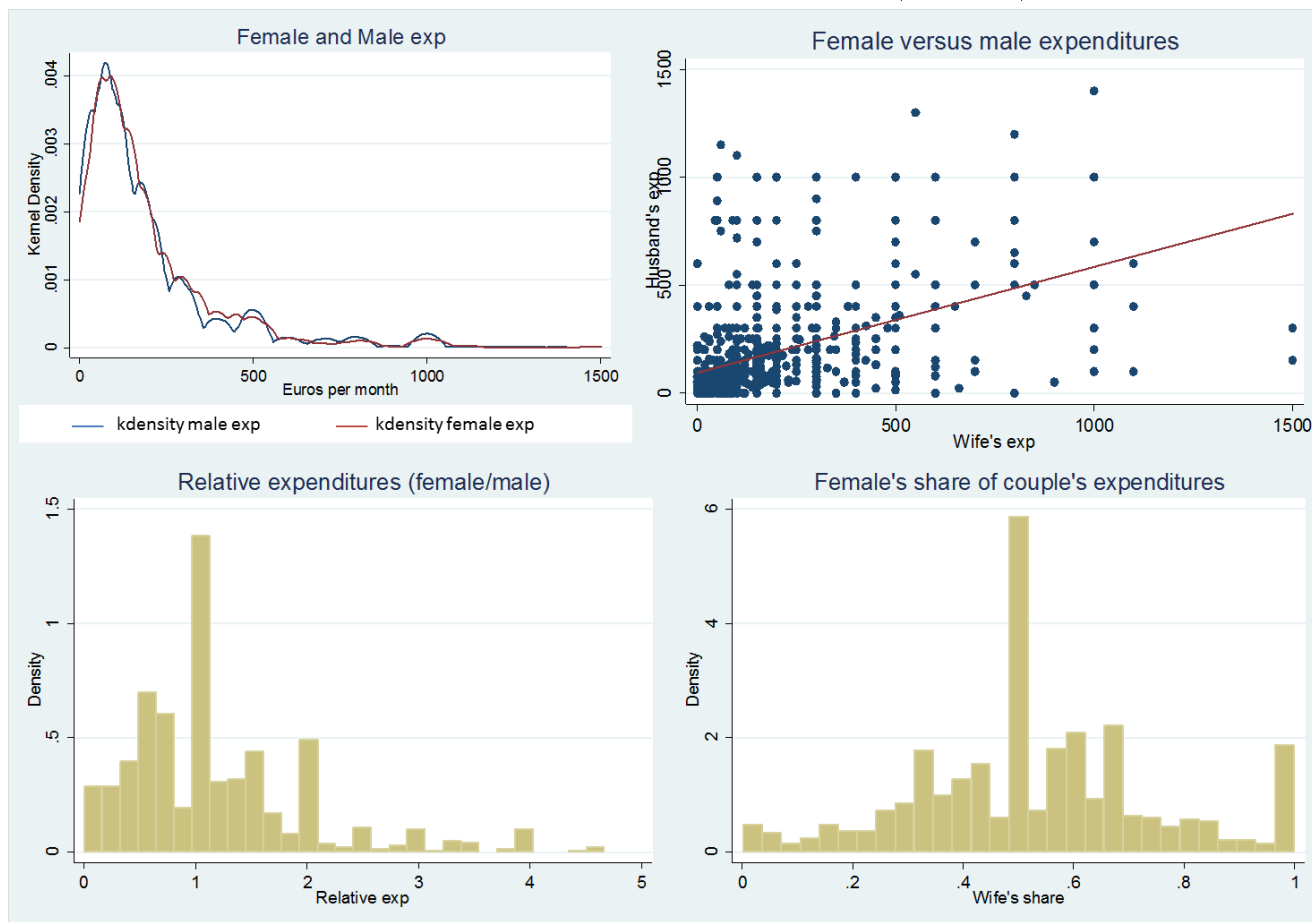 Female and Male exp
Kernel Density
.004
.003
.002
.001
0
0 500 1000 1500
Euros per month
kdensity male exp kdensity female exp
Female versus male expenditures
Husband's exp
1500
1000
500
0
0 500 1000 1500
Wife's exp
Relative expenditures (female/male)
Density
1.5
1
.5
0
0 1 2 3 4 5
Relative exp
Female's share of couple's expenditures
Density
6
4
2
0
0 .2 .4 .6 .8 1
Wife's share